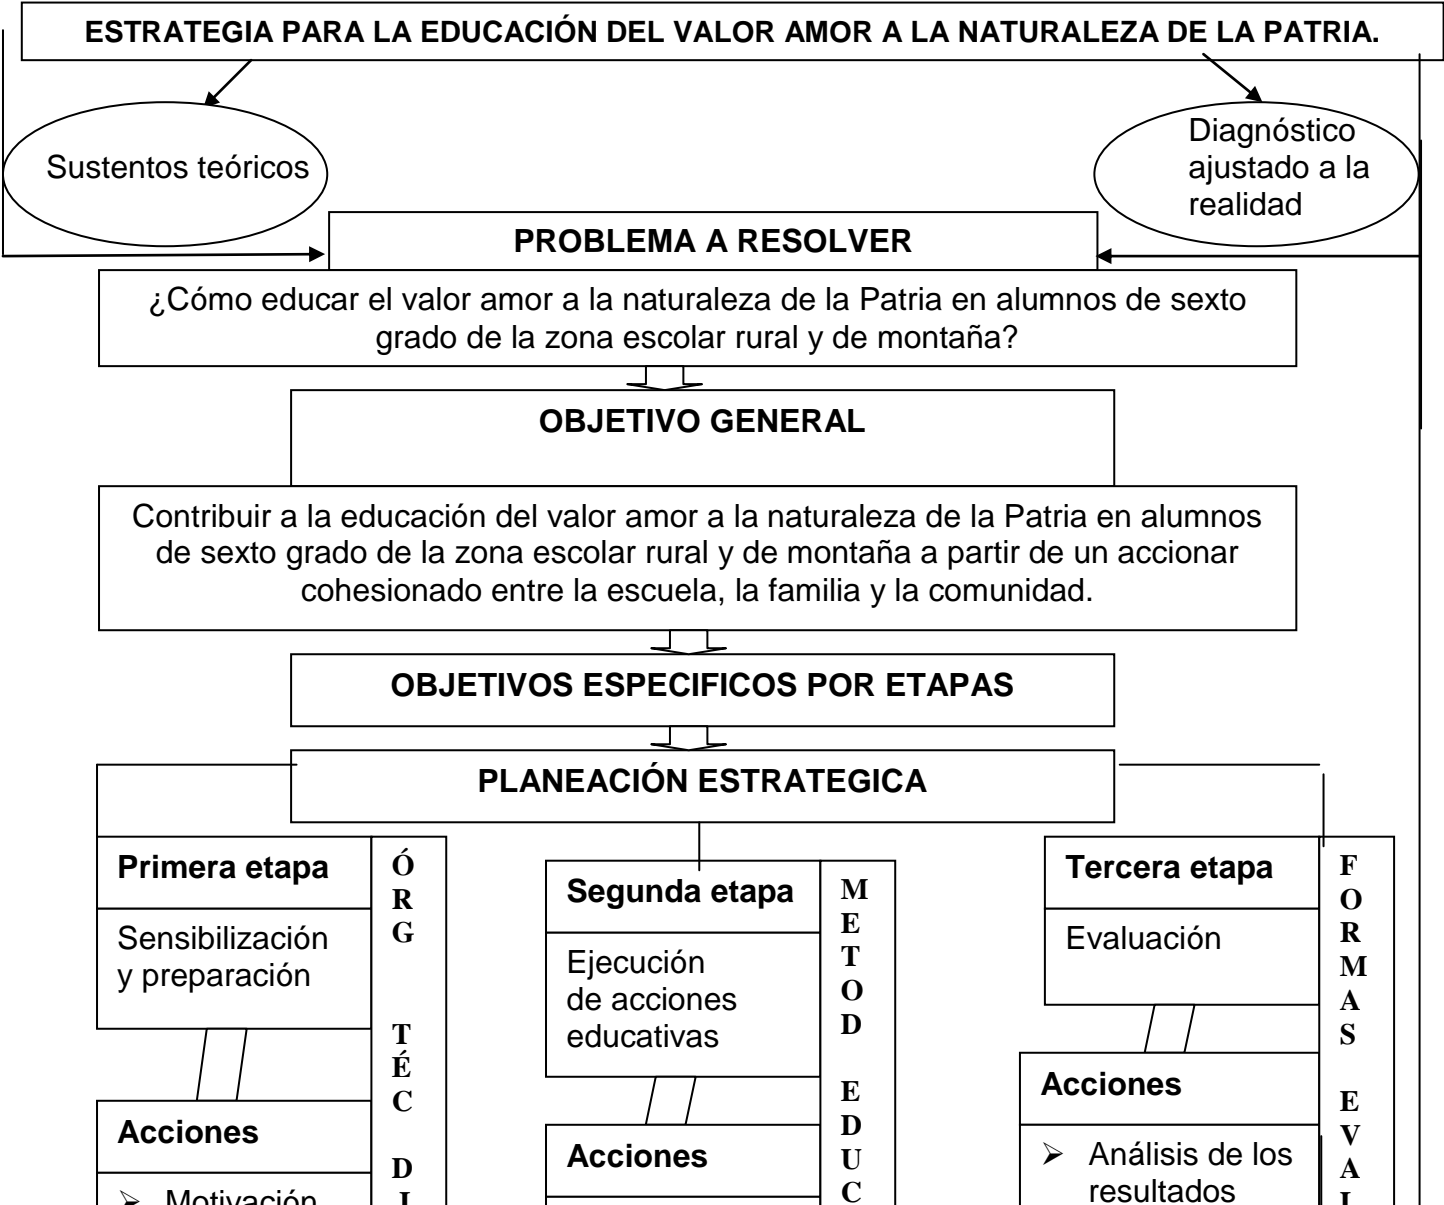 ESTRATEGIA PARA LA EDUCACIÓN DEL VALOR AMOR A LA NATURALEZA DE LA PATRIA.
Sustentos teóricos
Diagnóstico
ajustado a la
realidad
PROBLEMA A RESOLVER
¿Cómo educar el valor amor a la naturaleza de la Patria en alumnos de sexto
grado de la zona escolar rural y de montaña?
OBJETIVO GENERAL
Contribuir a la educación del valor amor a la naturaleza de la Patria en alumnos
de sexto grado de la zona escolar rural y de montaña a partir de un accionar
cohesionado entre la escuela, la familia y la comunidad.
OBJETIVOS ESPECIFICOS POR ETAPAS
PLANEACIÓN ESTRATEGICA
Primera etapa
Sensibilización
y preparación
Acciones
➢ Motivación
Ó
R
G
T
É
C
D
I
Segunda etapa
Ejecución
de acciones
educativas
Acciones
M
E
T
O
D
E
D
U
C
Tercera etapa
Evaluación
Acciones
➢ Análisis de los
resultados
F
O
R
M
A
S
E
V
A
L